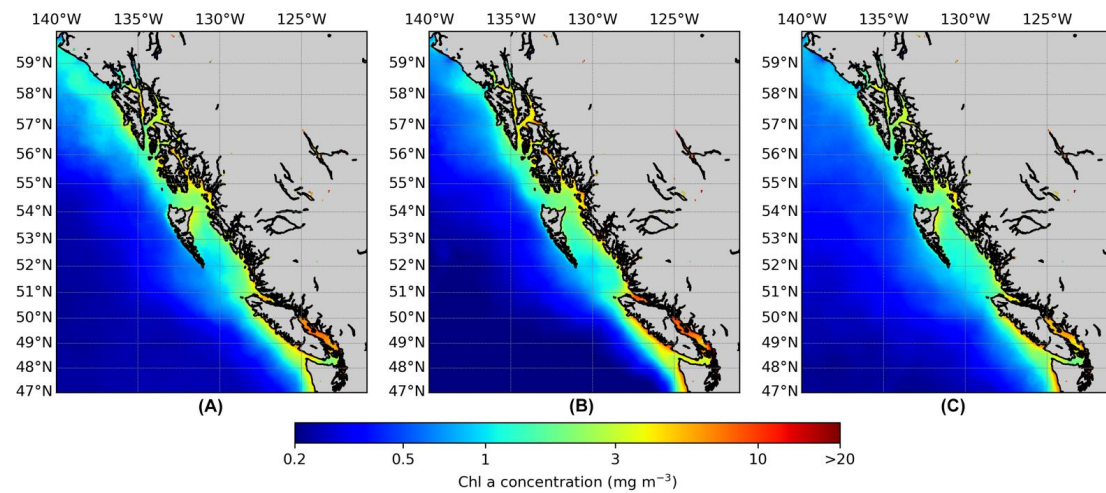 140°W 135°W 130°W 125°W 140°W 135°W 130°W 125°W 140°W 135°W 130°W 125°W
59°N 59°N 59°N
58°N 58°N 58°N
57°N 57°N 57°N
56°N 56°N 56°N
55°N 55°N 55°N
54°N 54°N 54°N
53°N 53°N 53°N
52°N 52°N 52°N
51°N 51°N 51°N
50°N 50°N 50°N
49°N 49°N 49°N
48°N 48°N 48°N
47°N 47°N 47°N
(A) (B) (C)
0.2 0.5 1 3 10 >20
Chl a concentration (mg m⁻³)